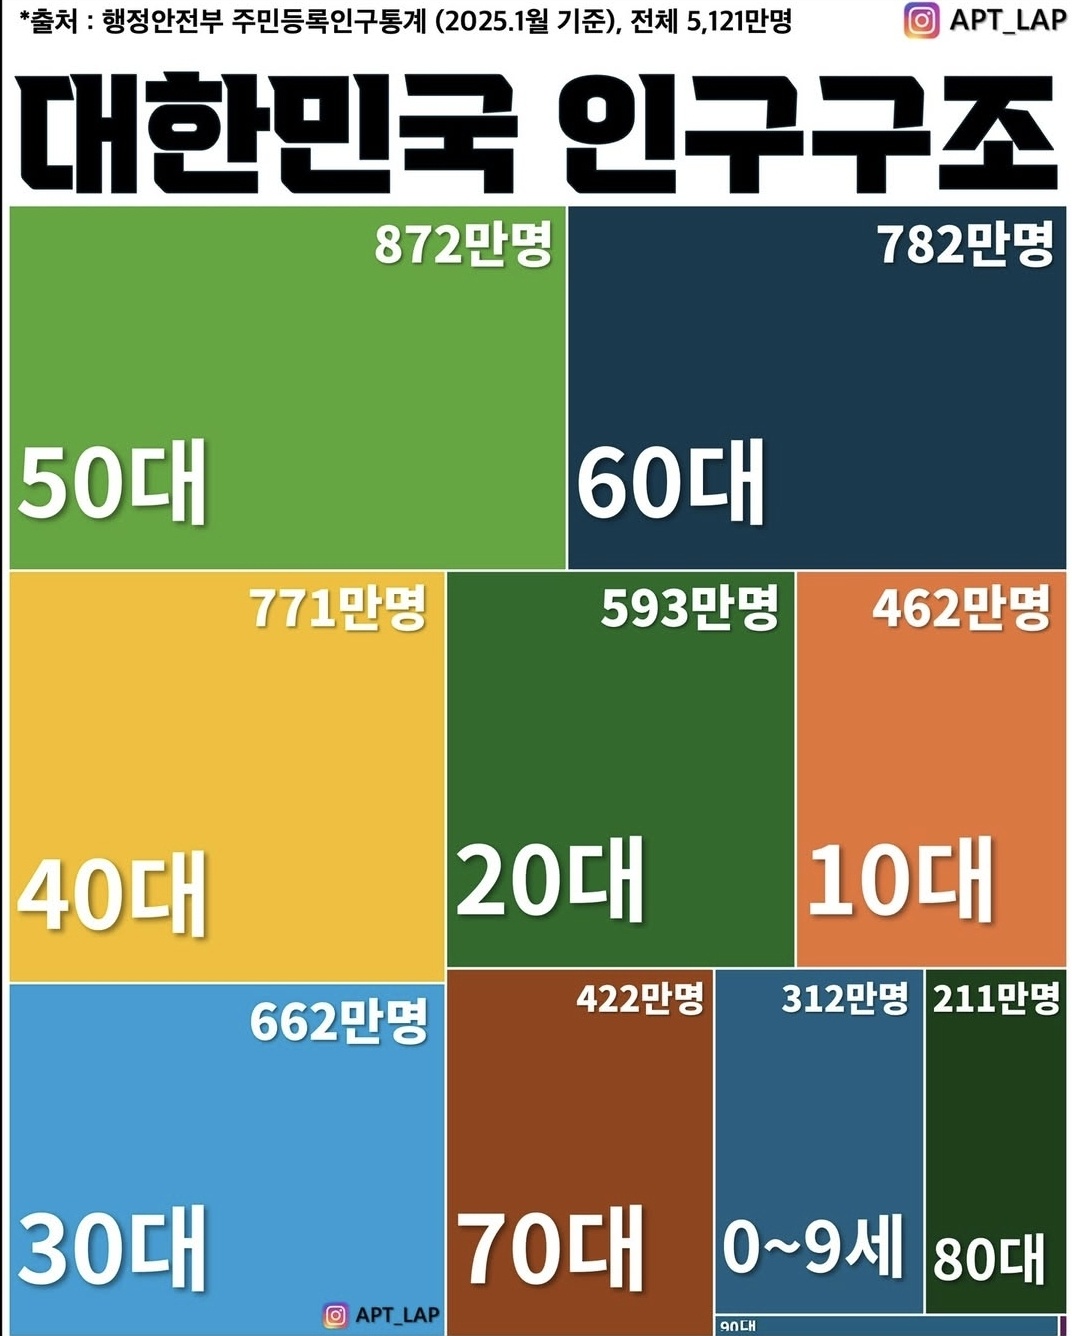 *출처 : 행정안전부 주민등록인구통계 (2025.1월 기준), 전체 5,121만명
APT_LAP
대한민국 인구구조
872만명
50대
782만명
60대
771만명
40대
593만명
20대
462만명
10대
662만명
30대
APT_LAP
422만명
70대
312만명
0~9세
211만명
80대
90대